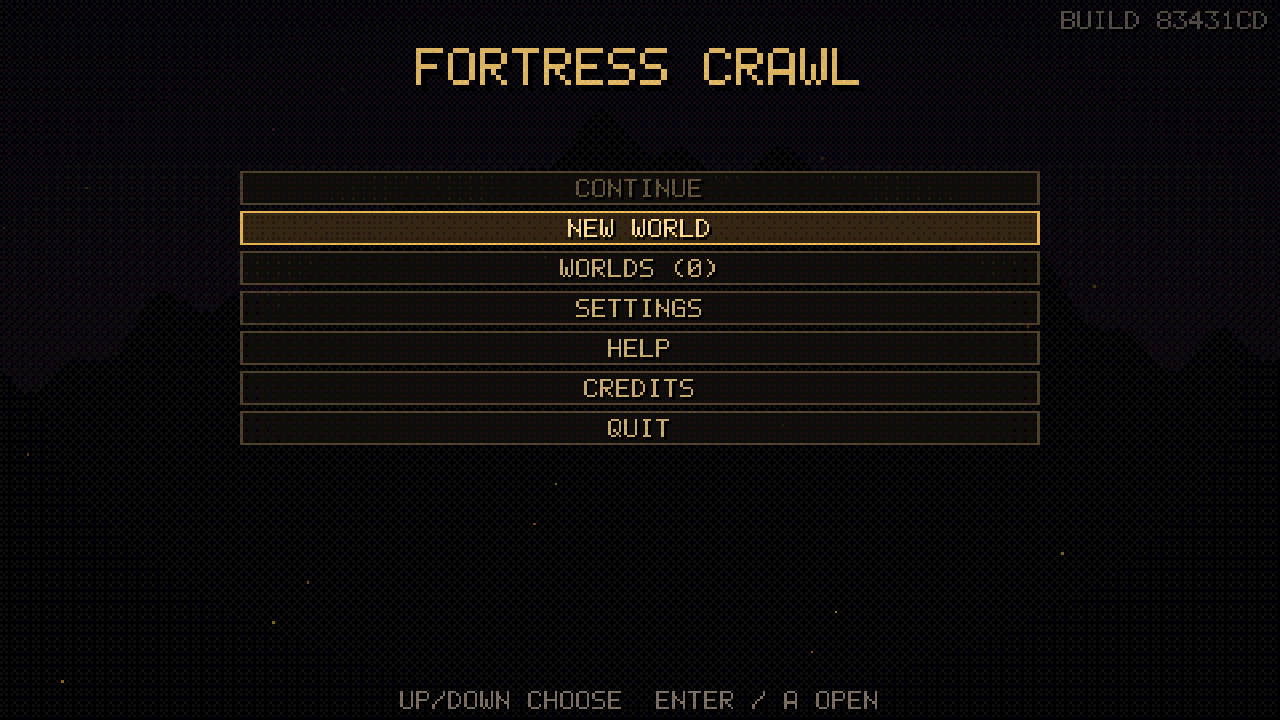 BUILD 83431CD
FORTRESS CRAWL
CONTINUE
NEW WORLD
WORLDS (0)
SETTINGS
HELP
CREDITS
QUIT
UP/DOWN CHOOSE  ENTER / A OPEN